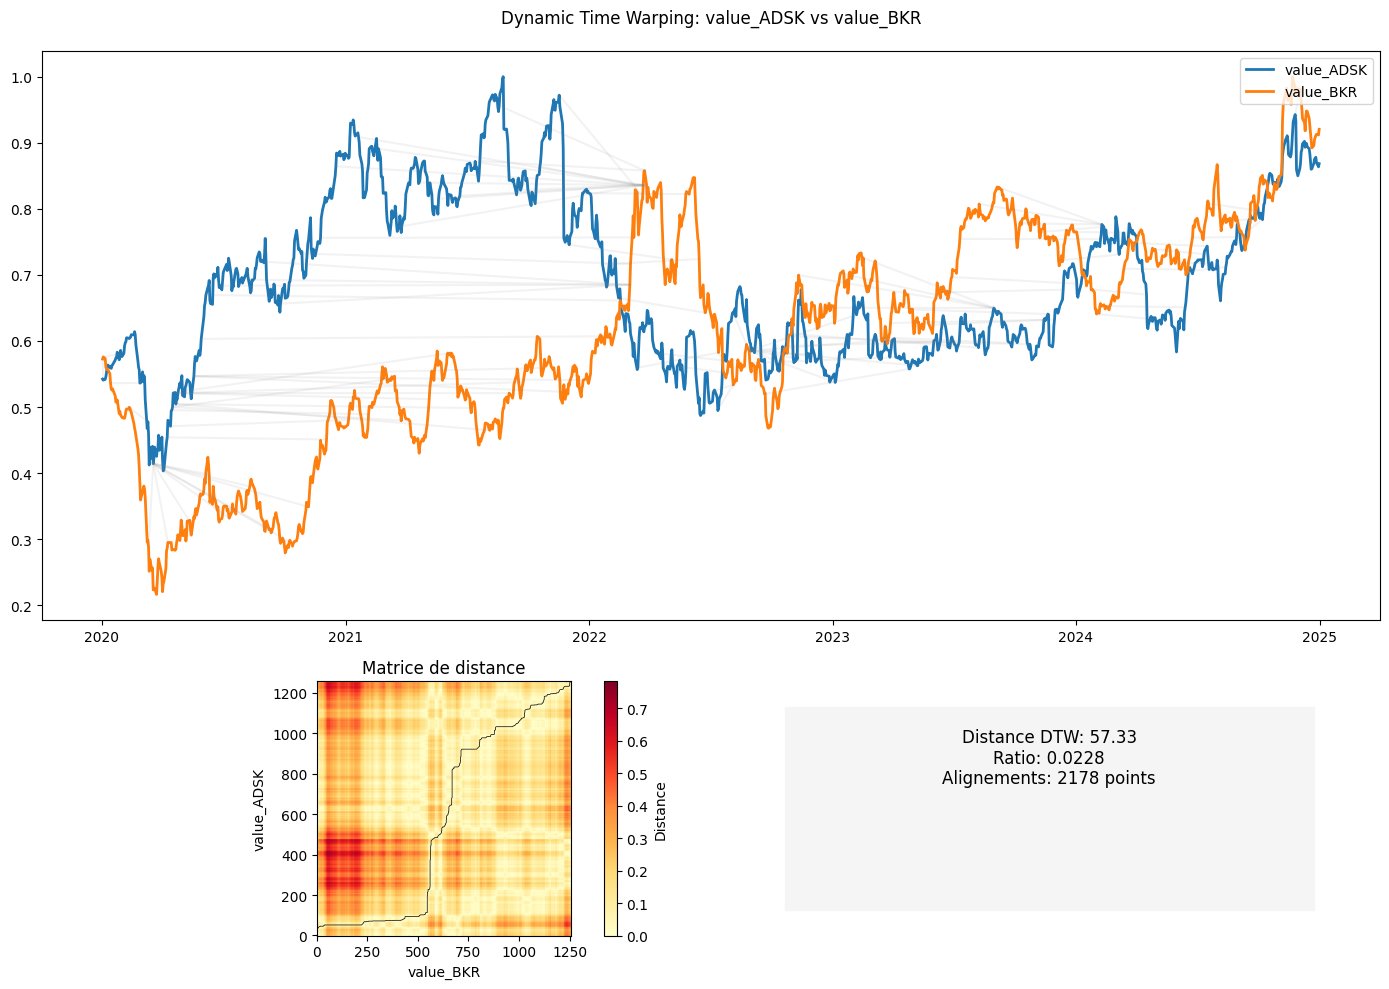 Dynamic Time Warping: value_ADSK vs value_BKR
1.0
0.9
0.8
0.7
0.6
0.5
0.4
0.3
0.2
value_ADSK
value_BKR
2020 2021 2022 2023 2024 2025
Matrice de distance
1200
1000
800
600
400
200
0
value_ADSK
0 250 500 750 1000 1250
value_BKR
0.7
0.6
0.5
0.4
0.3
0.2
0.1
0.0
Distance
Distance DTW: 57.33
Ratio: 0.0228
Alignements: 2178 points